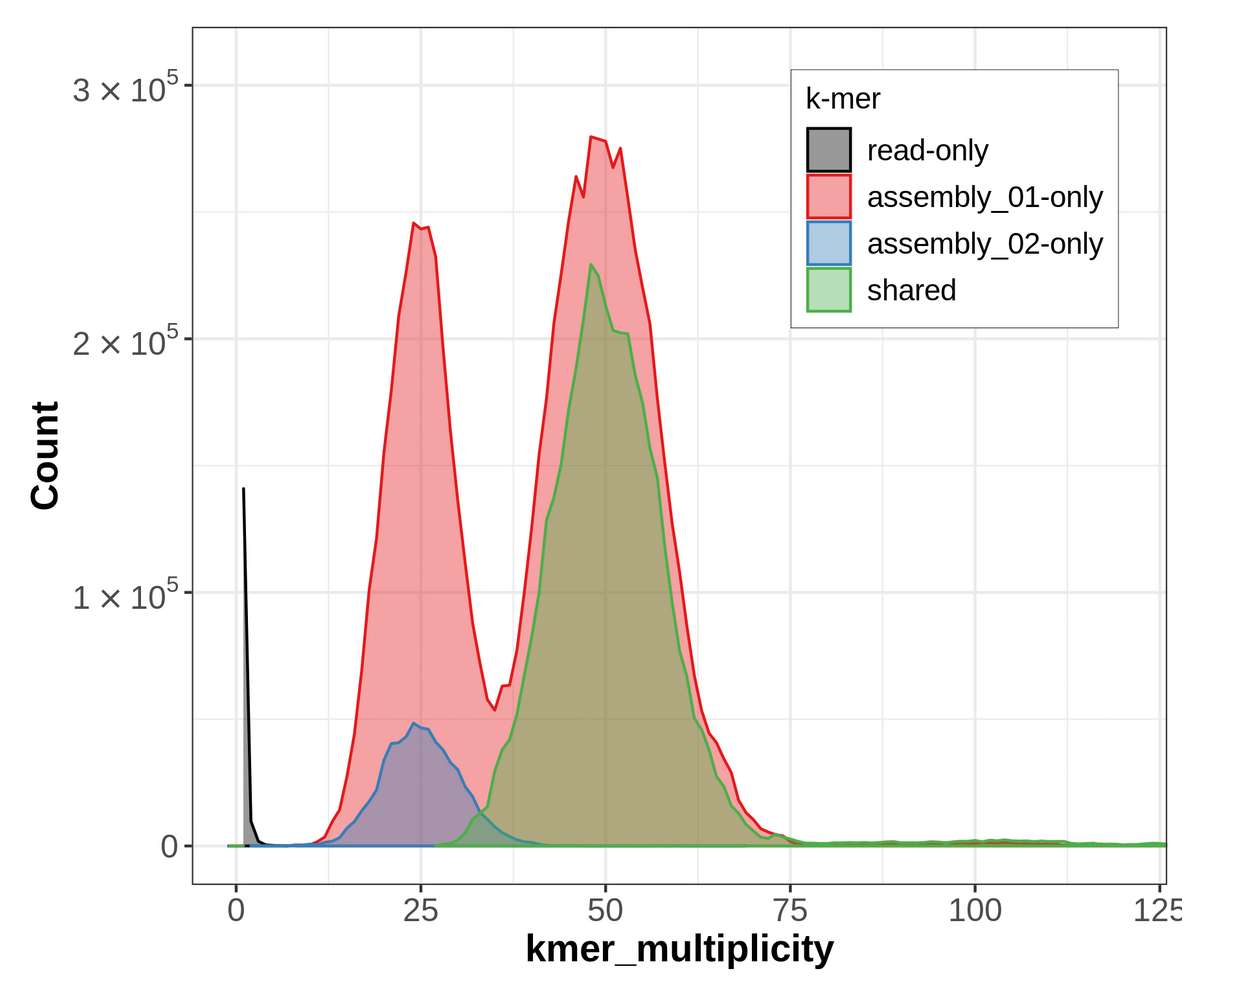 3 × 10⁵
2 × 10⁵
1 × 10⁵
0
Count
0 25 50 75 100 125
kmer_multiplicity
k-mer
read-only
assembly_01-only
assembly_02-only
shared